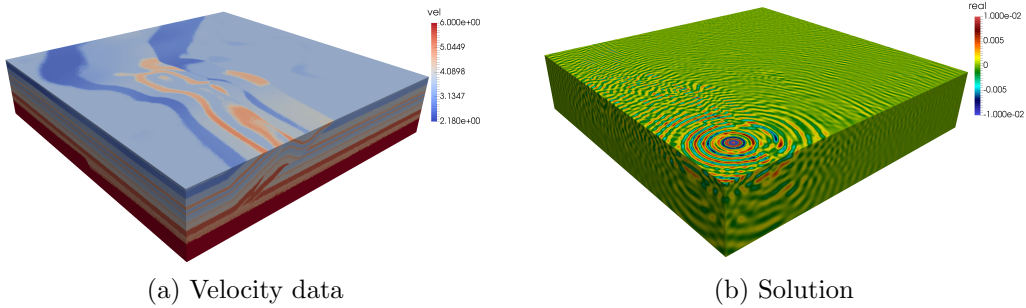 vel
6.000e+00
5.0449
4.0898
3.1347
2.180e+00
real
1.000e-02
0.005
0
-0.005
-1.000e-02
(a) Velocity data
(b) Solution